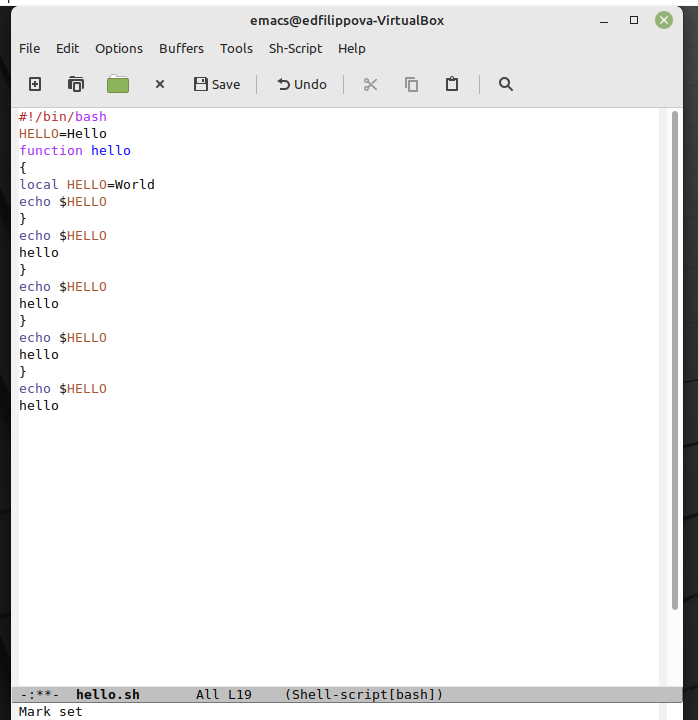 emacs@edfilippova-VirtualBox
File Edit Options Buffers Tools Sh-Script Help
Save Undo
#!/bin/bash
HELLO=Hello
function hello
{
local HELLO=World
echo $HELLO
}
echo $HELLO
hello
}
echo $HELLO
hello
}
echo $HELLO
hello
}
echo $HELLO
hello
-:**- hello.sh All L19 (Shell-script[bash])
Mark set